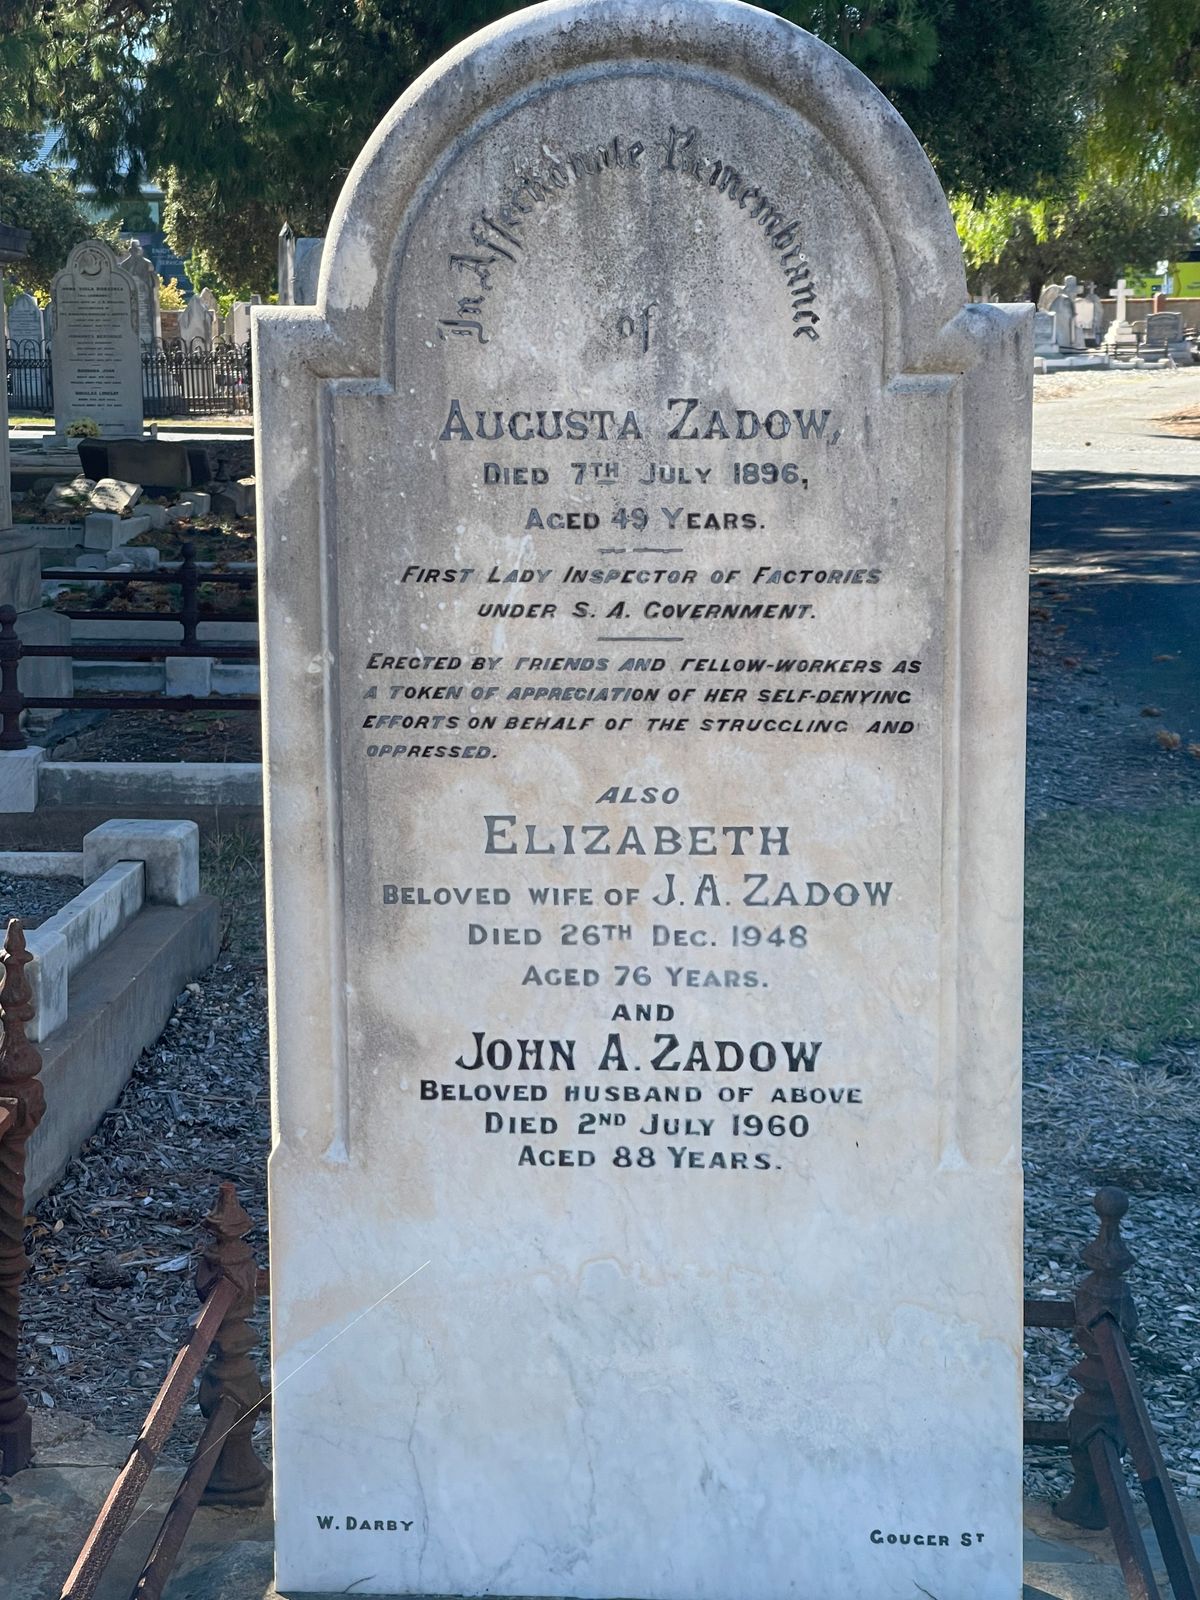 In Affectionate Remembrance
of
AUGUSTA ZADOW,
DIED 7TH JULY 1896,
AGED 49 YEARS.
FIRST LADY INSPECTOR OF FACTORIES
UNDER S. A. GOVERNMENT.
ERECTED BY FRIENDS AND FELLOW-WORKERS AS
A TOKEN OF APPRECIATION OF HER SELF-DENYING
EFFORTS ON BEHALF OF THE STRUGGLING AND
OPPRESSED.
ALSO
ELIZABETH
BELOVED WIFE OF J. A. ZADOW
DIED 26TH DEC. 1948
AGED 76 YEARS.
AND
JOHN A. ZADOW
BELOVED HUSBAND OF ABOVE
DIED 2ND JULY 1960
AGED 88 YEARS.
W. DARBY
GOUGER ST